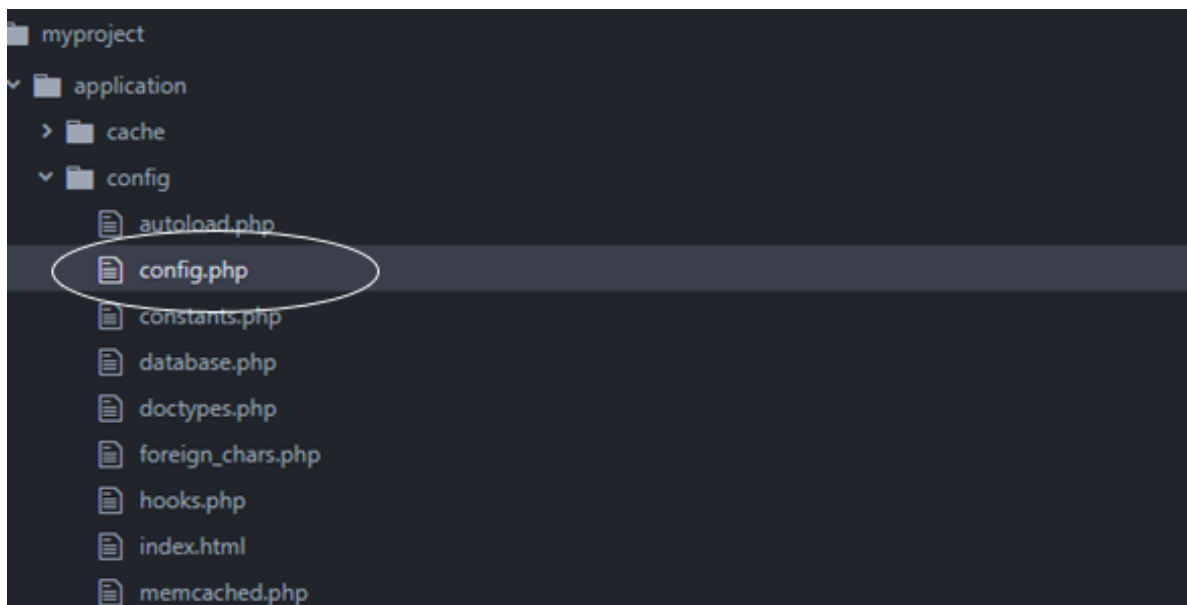 myproject
application
cache
config
autoload.php
config.php
constants.php
database.php
doctypes.php
foreign_chars.php
hooks.php
index.html
memcached.php